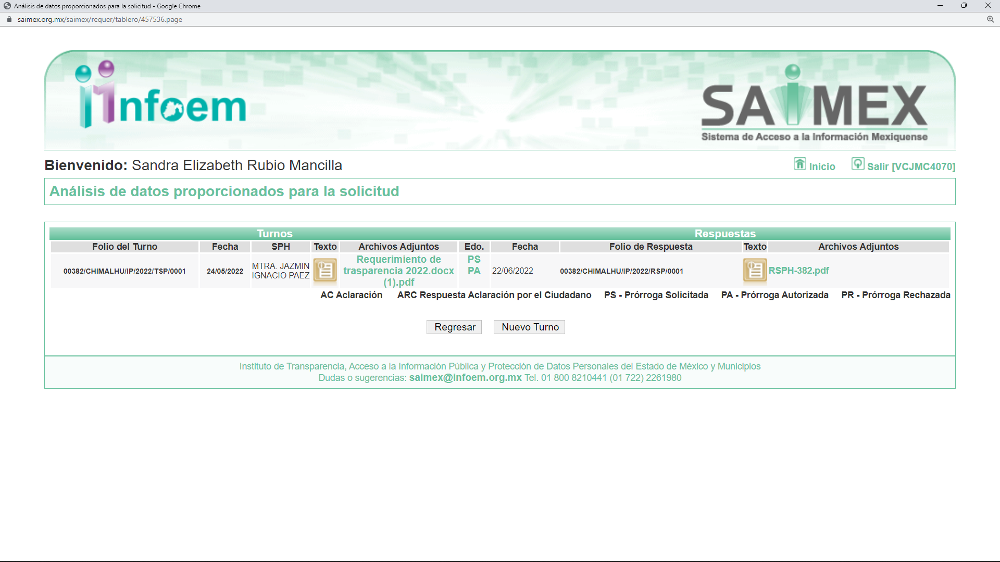 Análisis de datos proporcionados para la solicitud - Google Chrome
saimex.org.mx/saimex/requer/tablero/457536.page
infoem
SAIMEX
Sistema de Acceso a la Información Mexiquense
Bienvenido: Sandra Elizabeth Rubio Mancilla
Inicio
Salir [VCJMC4070]
Análisis de datos proporcionados para la solicitud
Turnos Respuestas
Folio del Turno Fecha SPH Texto Archivos Adjuntos Edo. Fecha Folio de Respuesta Texto Archivos Adjuntos
00382/CHIMALHU/IP/2022/TSP/0001
24/05/2022
MTRA. JAZMIN
IGNACIO PAEZ
Requerimiento de
trasparencia 2022.docx
(1).pdf
PS
PA
22/06/2022
00382/CHIMALHU/IP/2022/RSP/0001
RSPH-382.pdf
AC Aclaración ARC Respuesta Aclaración por el Ciudadano PS - Prórroga Solicitada PA - Prórroga Autorizada PR - Prórroga Rechazada
Regresar Nuevo Turno
Instituto de Transparencia, Acceso a la Información Pública y Protección de Datos Personales del Estado de México y Municipios
Dudas o sugerencias: saimex@infoem.org.mx Tel. 01 800 8210441 (01 722) 2261980